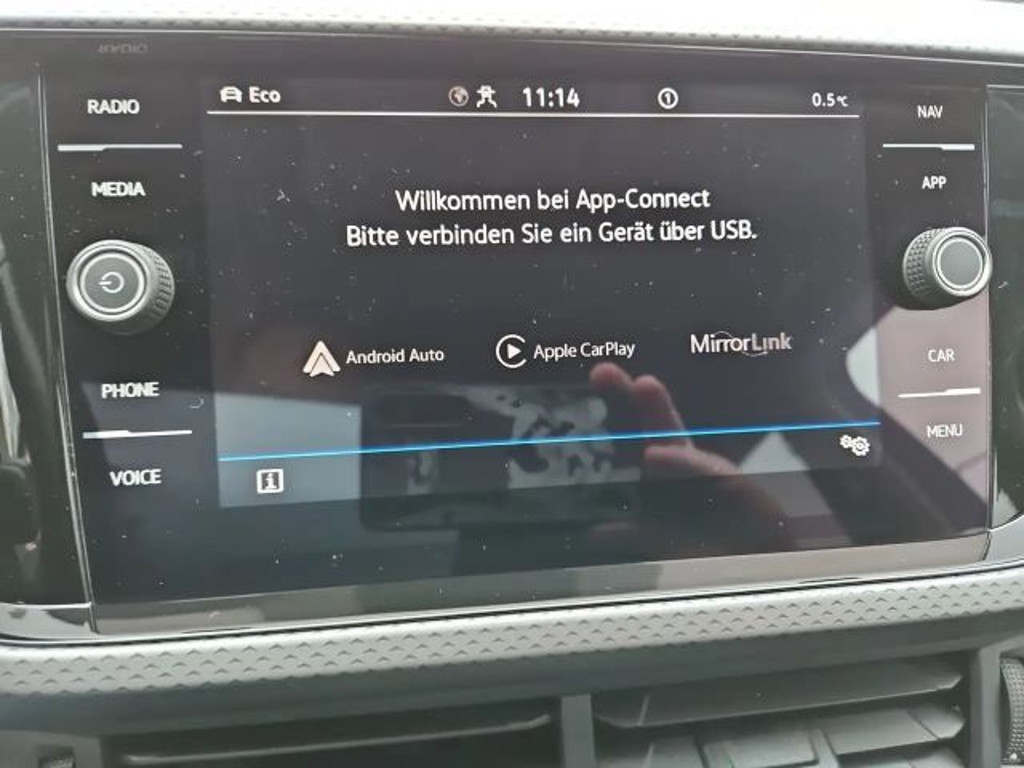 RADIO
MEDIA
PHONE
VOICE
Eco
11:14
1
0.5°C
Willkommen bei App-Connect
Bitte verbinden Sie ein Gerät über USB.
Android Auto
Apple CarPlay
MirrorLink
i
NAV
APP
CAR
MENU